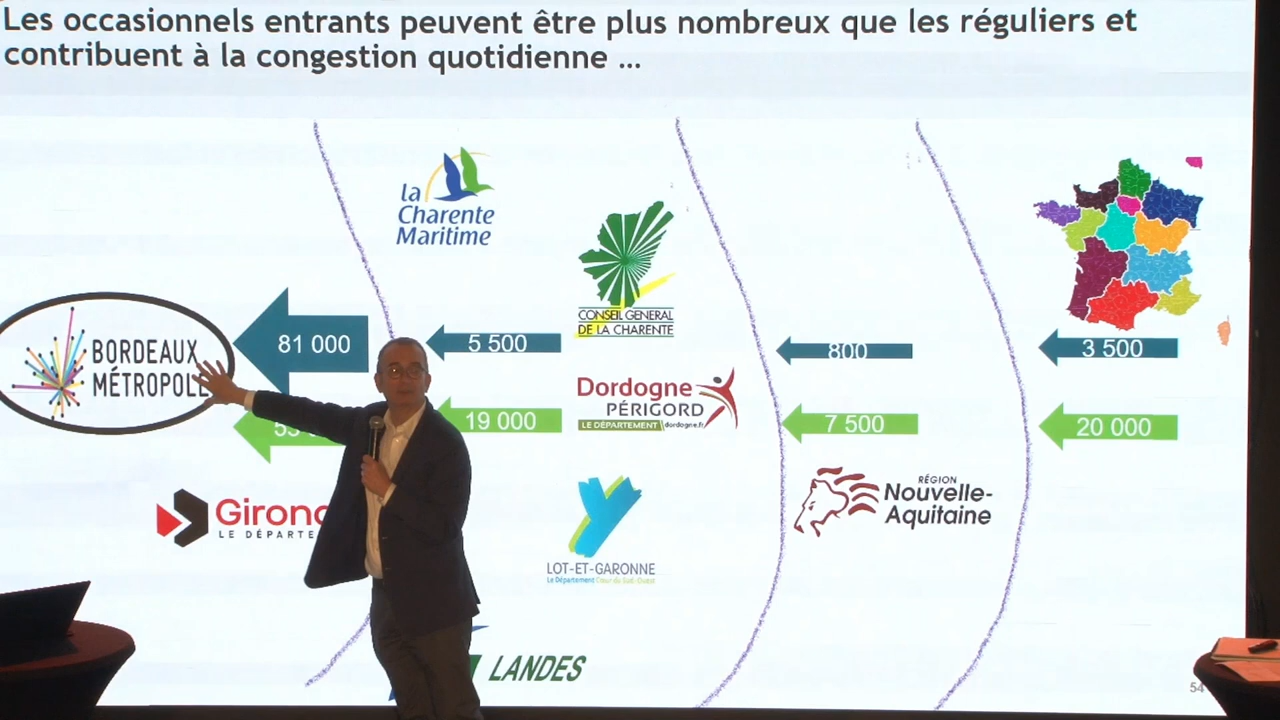 Les occasionnels entrants peuvent être plus nombreux que les réguliers et
contribuent à la congestion quotidienne ...
la
Charente
Maritime
CONSEIL GENERAL
DE LA CHARENTE
BORDEAUX
MÉTROPOLE
81 000
5 500
800
3 500
Dordogne
PÉRIGORD
LE DÉPARTEMENT dordogne.fr
19 000
7 500
20 000
RÉGION
Nouvelle-
Aquitaine
LOT-ET-GARONNE
Le Département Cœur du Sud-Ouest
LANDES
54